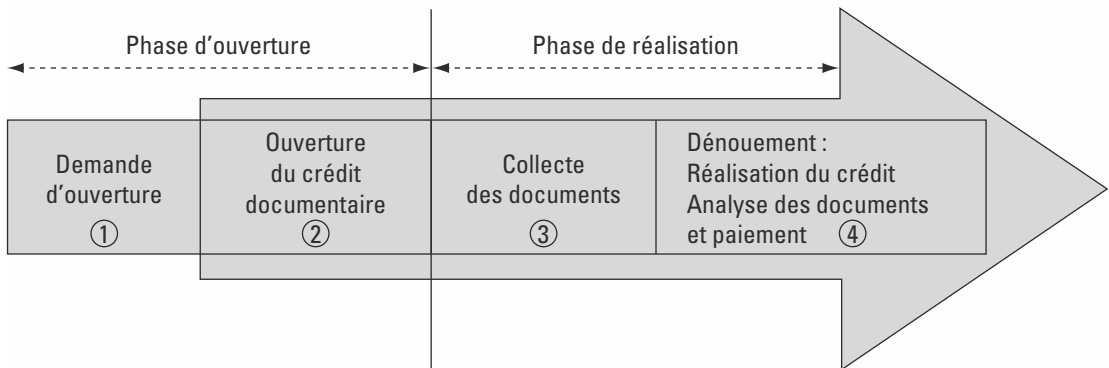 Phase d'ouverture
Phase de réalisation
Demande
d'ouverture
①
Ouverture
du crédit
documentaire
②
Collecte
des documents
③
Dénouement :
Réalisation du crédit
Analyse des documents
et paiement ④